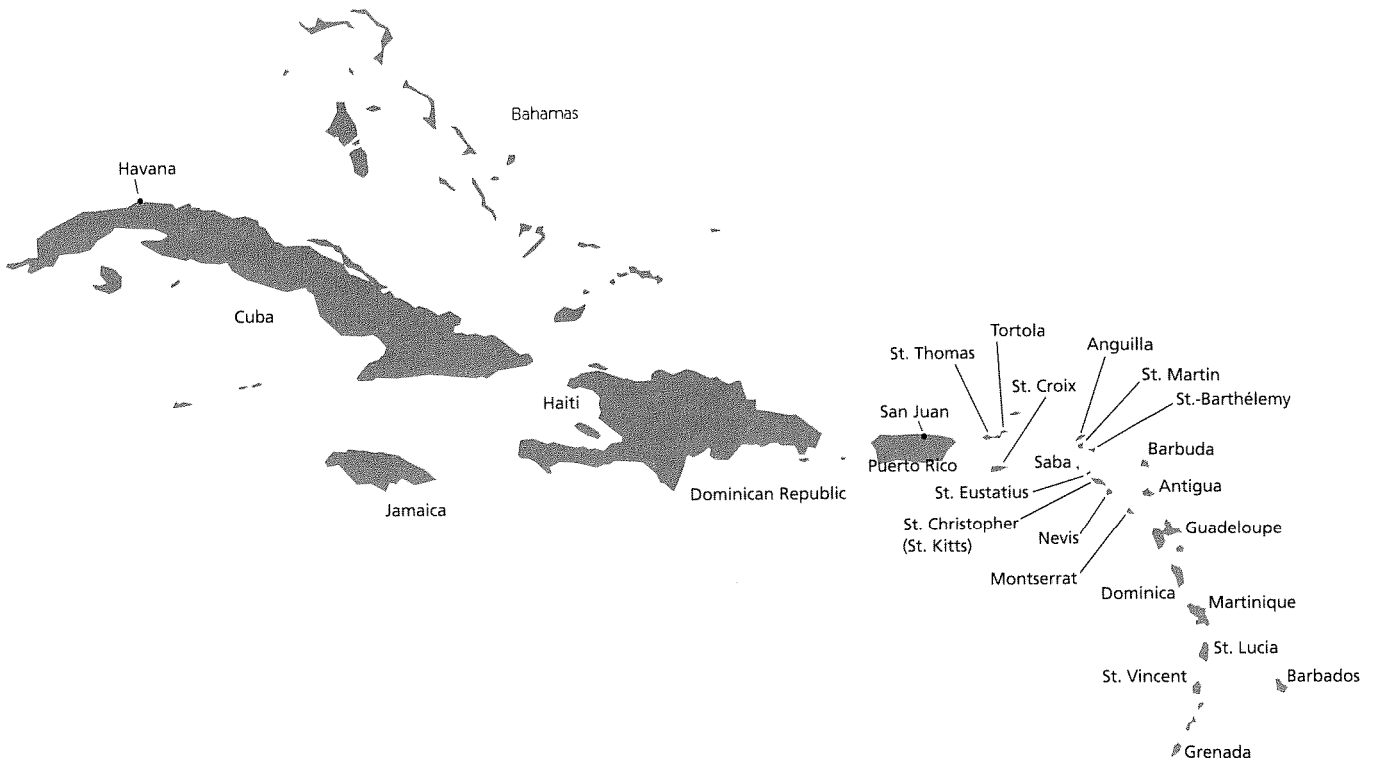 Bahamas
Havana
Cuba
Tortola
St. Thomas
Anguilla
St. Martin
St. Croix
St.-Barthélemy
Haiti
San Juan
Barbuda
Saba
Puerto Rico
Antigua
St. Eustatius
Dominican Republic
Jamaica
St. Christopher
(St. Kitts)
Nevis
Guadeloupe
Montserrat
Dominica
Martinique
St. Lucia
St. Vincent
Barbados
Grenada